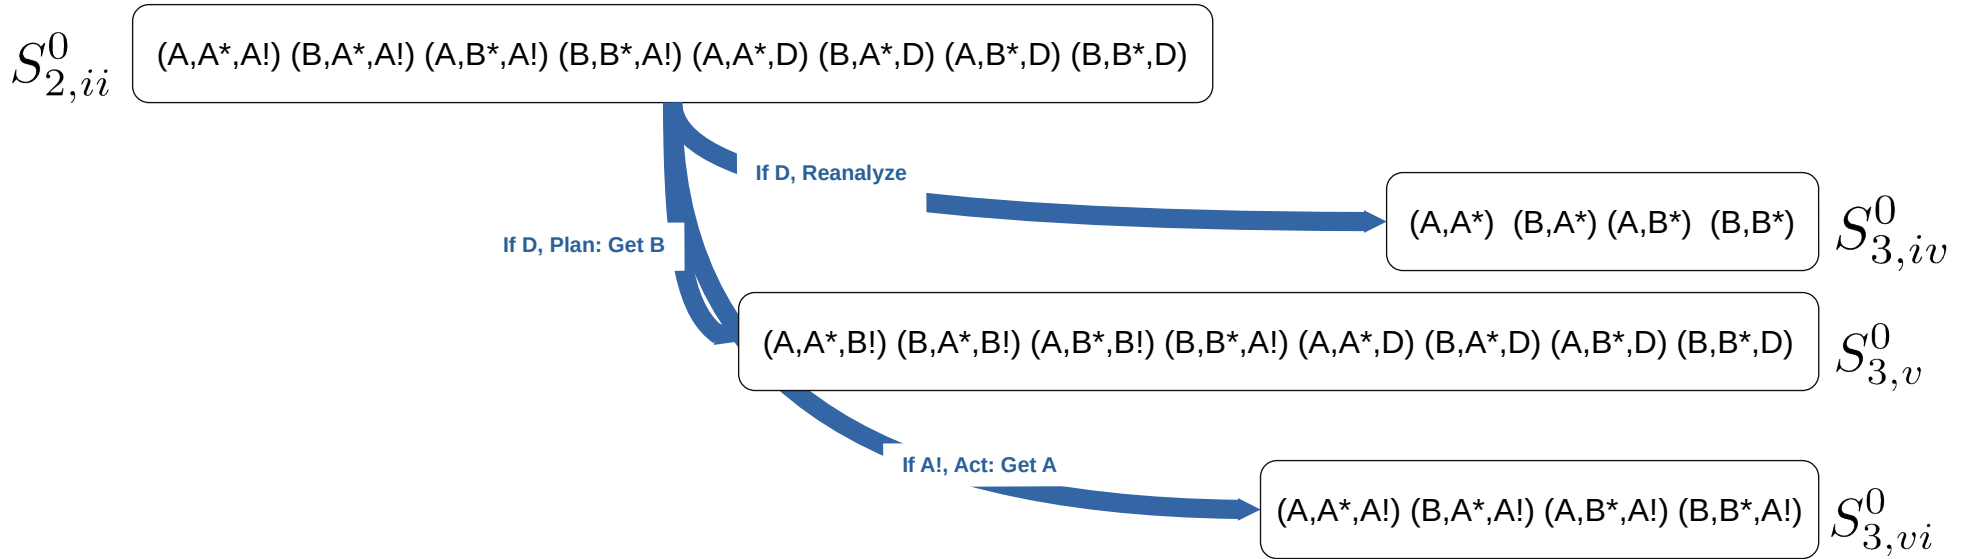 S^0_{2,ii} (A,A*,A!) (B,A*,A!) (A,B*,A!) (B,B*,A!) (A,A*,D) (B,A*,D) (A,B*,D) (B,B*,D)
If D, Reanalyze
(A,A*) (B,A*) (A,B*) (B,B*) S^0_{3,iv}
If D, Plan: Get B
(A,A*,B!) (B,A*,B!) (A,B*,B!) (B,B*,A!) (A,A*,D) (B,A*,D) (A,B*,D) (B,B*,D) S^0_{3,v}
If A!, Act: Get A
(A,A*,A!) (B,A*,A!) (A,B*,A!) (B,B*,A!) S^0_{3,vi}